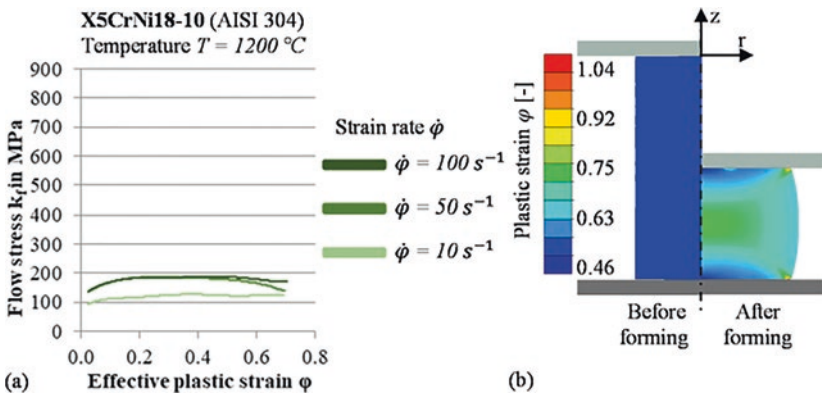 X5CrNi18-10 (AISI 304)
Temperature T = 1200 °C
900
800
700
600
500
400
300
200
100
0
Flow stress kf in MPa
0.0 0.2 0.4 0.6 0.8
Effective plastic strain φ
(a)
Strain rate φ̇
φ̇ = 100 s⁻¹
φ̇ = 50 s⁻¹
φ̇ = 10 s⁻¹
Plastic strain φ [-]
1.04
0.92
0.75
0.63
0.46
z
r
Before
forming
After
forming
(b)